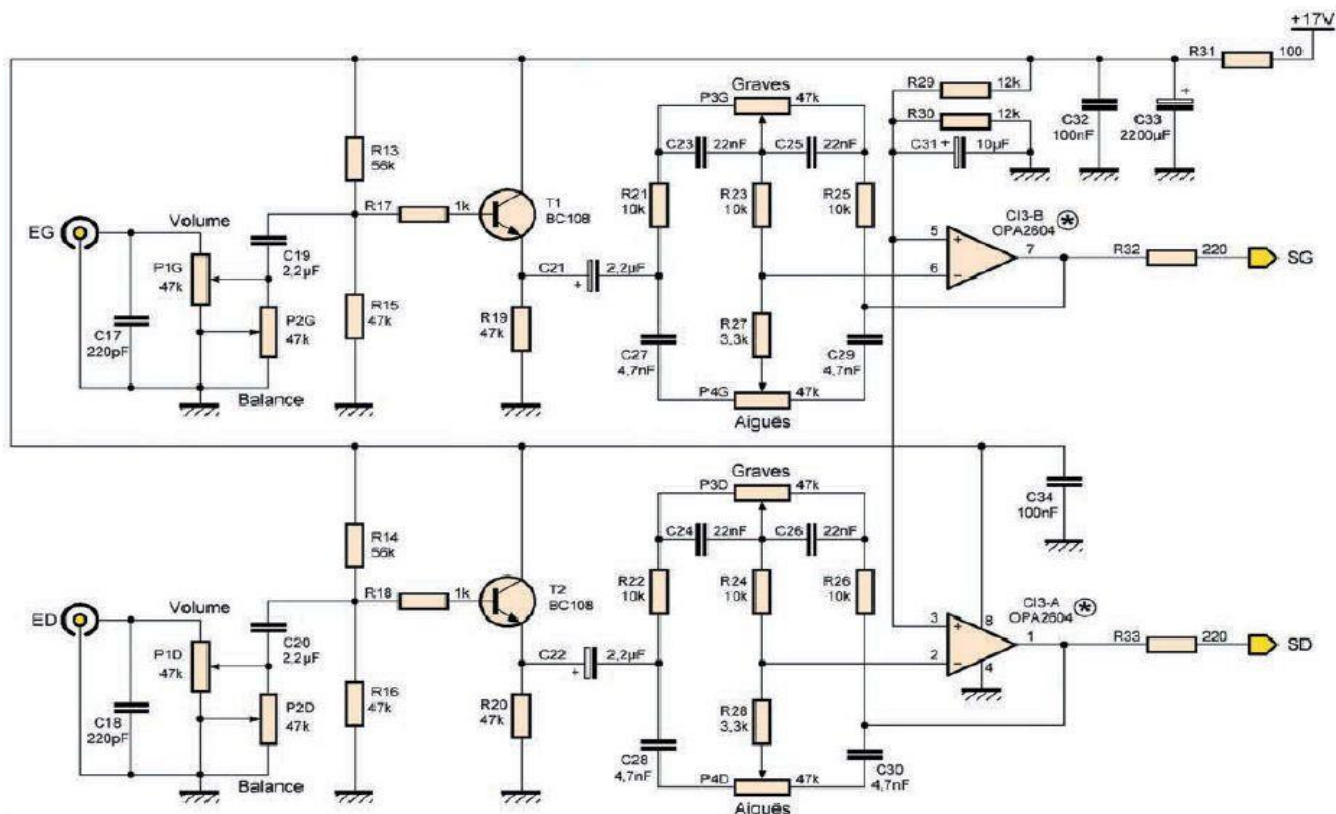 +17V
R31
100
Graves
P3G
47k
R29
12k
R30
12k
C31
+
10µF
C32
100nF
+
C33
2200µF
R13
56k
C23
22nF
C25
22nF
R17
1k
T1
BC108
R21
10k
R23
10k
R25
10k
CI3-B
OPA2604
*
EG
Volume
P1G
47k
C19
2,2µF
C21
+
2,2µF
5
+
6
−
7
R32
220
SG
C17
220pF
P2G
47k
R15
47k
R19
47k
R27
3,3k
C27
4,7nF
C29
4,7nF
Balance
P4G
47k
Aiguës
Graves
P3D
47k
C34
100nF
R14
56k
C24
22nF
C26
22nF
R18
1k
T2
BC108
R22
10k
R24
10k
R26
10k
CI3-A
OPA2604
*
ED
Volume
P1D
47k
C20
2,2µF
C22
+
2,2µF
3
+
8
2
−
4
1
R33
220
SD
C18
220pF
P2D
47k
R16
47k
R20
47k
R28
3,3k
C28
4,7nF
C30
4,7nF
Balance
P4D
47k
Aiguës